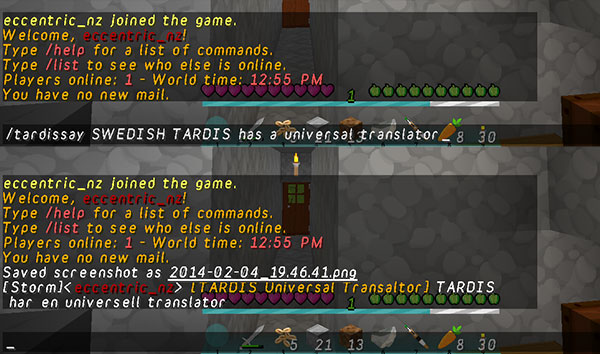 eccentric_nz joined the game.
Welcome, eccentric_nz!
Type /help for a list of commands.
Type /list to see who else is online.
Players online: 1 - World time: 12:55 PM
You have no new mail.
1
/tardissay SWEDISH TARDIS has a universal translator_
6 21 13 8 30
eccentric_nz joined the game.
Welcome, eccentric_nz!
Type /help for a list of commands.
Type /list to see who else is online.
Players online: 1 - World time: 12:55 PM
You have no new mail.
Saved screenshot as 2014-02-04_19.46.41.png
[Storm]<eccentric_nz> [TARDIS Universal Transaltor] TARDIS
har en universell translator
1
6 21 13 8 30
_